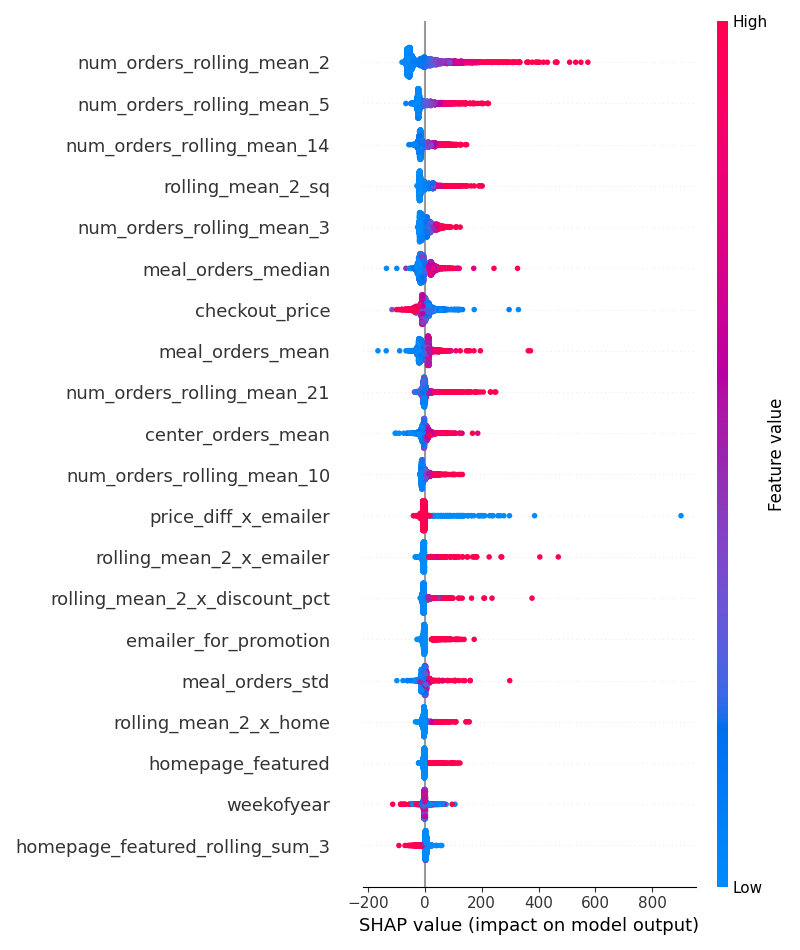 High
num_orders_rolling_mean_2
num_orders_rolling_mean_5
num_orders_rolling_mean_14
rolling_mean_2_sq
num_orders_rolling_mean_3
meal_orders_median
checkout_price
meal_orders_mean
num_orders_rolling_mean_21
center_orders_mean
num_orders_rolling_mean_10
price_diff_x_emailer
rolling_mean_2_x_emailer
rolling_mean_2_x_discount_pct
emailer_for_promotion
meal_orders_std
rolling_mean_2_x_home
homepage_featured
weekofyear
homepage_featured_rolling_sum_3
Feature value
Low
−200 0 200 400 600 800
SHAP value (impact on model output)